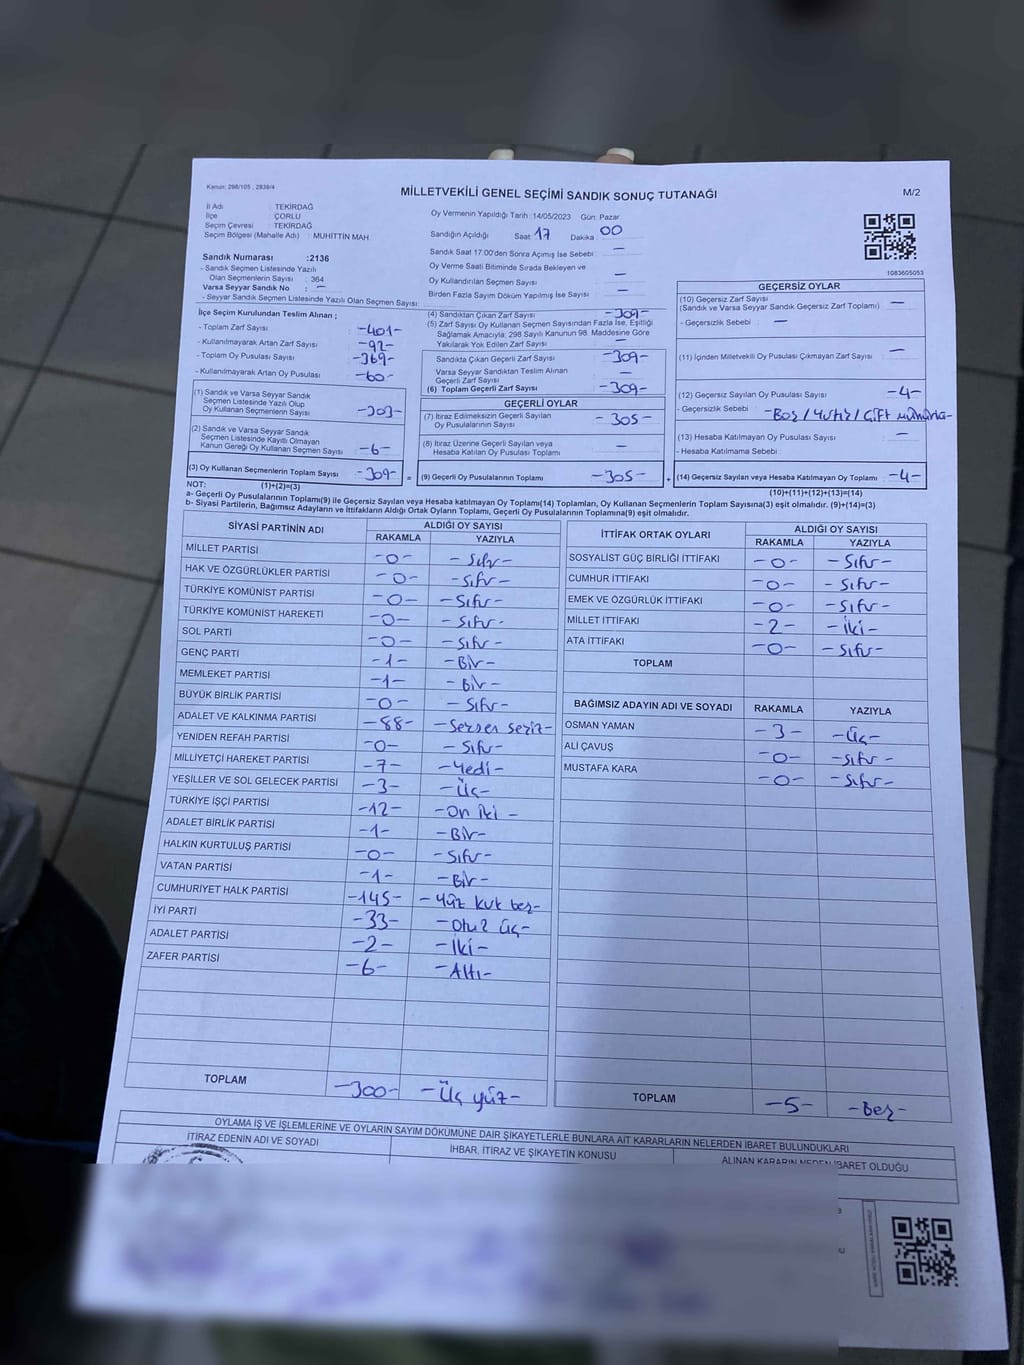 Kanun: 298/105 , 2839/4
MİLLETVEKİLİ GENEL SEÇİMİ SANDIK SONUÇ TUTANAĞI
M/2
İl Adı : TEKİRDAĞ
İlçe : ÇORLU
Seçim Çevresi : TEKİRDAĞ
Seçim Bölgesi (Mahalle Adı) : MUHİTTİN MAH
Sandık Numarası :2136
- Sandık Seçmen Listesinde Yazılı
Olan Seçmenlerin Sayısı : 364
Varsa Seyyar Sandık No : -
- Seyyar Sandık Seçmen Listesinde Yazılı Olan Seçmen Sayısı :
Oy Vermenin Yapıldığı Tarih :14/05/2023 Gün: Pazar
Sandığın Açıldığı Saat 17 Dakika 00
Sandık Saat 17:00'den Sonra Açımış İse Sebebi : -
Oy Verme Saati Bitiminde Sırada Bekleyen ve
Oy Kullandırılan Seçmen Sayısı : -
Birden Fazla Sayım Döküm Yapılmış İse Sayısı : -
1083605053
İlçe Seçim Kurulundan Teslim Alınan ;
- Toplam Zarf Sayısı : -401-
- Kullanılmayarak Artan Zarf Sayısı : -92-
- Toplam Oy Pusulası Sayısı : -369-
- Kullanılmayarak Artan Oy Pusulası : -60-
(1) Sandık ve Varsa Seyyar Sandık
Seçmen Listesinde Yazılı Olup
Oy Kullanan Seçmenlerin Sayısı : -303-
(2) Sandık ve Varsa Seyyar Sandık
Seçmen Listesinde Kayıtlı Olmayan
Kanun Gereği Oy Kullanan Seçmen Sayısı : -6-
(3) Oy Kullanan Seçmenlerin Toplam Sayısı : -309-
(4) Sandıktan Çıkan Zarf Sayısı : -309-
(5) Zarf Sayısı Oy Kullanan Seçmen Sayısından Fazla İse, Eşitliği
Sağlamak Amacıyla; 298 Sayılı Kanunun 98. Maddesine Göre
Yakılarak Yok Edilen Zarf Sayısı : -
Sandıkta Çıkan Geçerli Zarf Sayısı : -309-
Varsa Seyyar Sandıktan Teslim Alınan
Geçerli Zarf Sayısı : -
(6) Toplam Geçerli Zarf Sayısı : -309-
GEÇERLİ OYLAR
(7) İtiraz Edilmeksizin Geçerli Sayılan
Oy Pusulalarının Sayısı : -305-
(8) İtiraz Üzerine Geçerli Sayılan veya
Hesaba Katılan Oy Pusulası Toplamı : -
= (9) Geçerli Oy Pusulalarının Toplamı : -305- +
GEÇERSİZ OYLAR
(10) Geçersiz Zarf Sayısı : -
(Sandık ve Varsa Seyyar Sandık Geçersiz Zarf Toplamı)
- Geçersizlik Sebebi : -
(11) İçinden Milletvekili Oy Pusulası Çıkmayan Zarf Sayısı : -
(12) Geçersiz Sayılan Oy Pusulası Sayısı : -4-
- Geçersizlik Sebebi : -Boş/Yırtık/Çift mühürlü-
(13) Hesaba Katılmayan Oy Pusulası Sayısı : -
- Hesaba Katılmama Sebebi :
(14) Geçersiz Sayılan veya Hesaba Katılmayan Oy Toplamı : -4-
NOT: (1)+(2)=(3)
(10)+(11)+(12)+(13)=(14)
a- Geçerli Oy Pusulalarının Toplamı(9) ile Geçersiz Sayılan veya Hesaba katılmayan Oy Toplamı(14) Toplamları, Oy Kullanan Seçmenlerin Toplam Sayısına(3) eşit olmalıdır. (9)+(14)=(3)
b- Siyasi Partilerin, Bağımsız Adayların ve İttifakların Aldığı Ortak Oyların Toplamı, Geçerli Oy Pusulalarının Toplamına(9) eşit olmalıdır.
SİYASİ PARTİNİN ADI ALDIĞI OY SAYISI
RAKAMLA YAZIYLA
MİLLET PARTİSİ -0- -Sıfır-
HAK VE ÖZGÜRLÜKLER PARTİSİ -0- -Sıfır-
TÜRKİYE KOMÜNİST PARTİSİ -0- -Sıfır-
TÜRKİYE KOMÜNİST HAREKETİ -0- -Sıfır-
SOL PARTİ -0- -Sıfır-
GENÇ PARTİ -1- -Bir-
MEMLEKET PARTİSİ -1- -Bir-
BÜYÜK BİRLİK PARTİSİ -0- -Sıfır-
ADALET VE KALKINMA PARTİSİ -88- -Seksen sekiz-
YENİDEN REFAH PARTİSİ -0- -Sıfır-
MİLLİYETÇİ HAREKET PARTİSİ -7- -Yedi-
YEŞİLLER VE SOL GELECEK PARTİSİ -3- -Üç-
TÜRKİYE İŞÇİ PARTİSİ -12- -On iki-
ADALET BİRLİK PARTİSİ -1- -Bir-
HALKIN KURTULUŞ PARTİSİ -0- -Sıfır-
VATAN PARTİSİ -1- -Bir-
CUMHURİYET HALK PARTİSİ -145- -Yüz kırk beş-
İYİ PARTİ -33- -Otuz üç-
ADALET PARTİSİ -2- -İki-
ZAFER PARTİSİ -6- -Altı-
TOPLAM -300- -Üç yüz-
İTTİFAK ORTAK OYLARI ALDIĞI OY SAYISI
RAKAMLA YAZIYLA
SOSYALİST GÜÇ BİRLİĞİ İTTİFAKI -0- -Sıfır-
CUMHUR İTTİFAKI -0- -Sıfır-
EMEK VE ÖZGÜRLÜK İTTİFAKI -0- -Sıfır-
MİLLET İTTİFAKI -2- -İki-
ATA İTTİFAKI -0- -Sıfır-
TOPLAM
BAĞIMSIZ ADAYIN ADI VE SOYADI RAKAMLA YAZIYLA
OSMAN YAMAN -3- -Üç-
ALİ ÇAVUŞ -0- -Sıfır-
MUSTAFA KARA -0- -Sıfır-
TOPLAM -5- -Beş-
OYLAMA İŞ VE İŞLEMLERİNE VE OYLARIN SAYIM DÖKÜMÜNE DAİR ŞİKAYETLERLE BUNLARA AİT KARARLARIN NELERDEN İBARET BULUNDUKLARI
İTİRAZ EDENİN ADI VE SOYADI İHBAR, İTİRAZ VE ŞİKAYETİN KONUSU ALINAN KARARIN NEDEN İBARET OLDUĞU